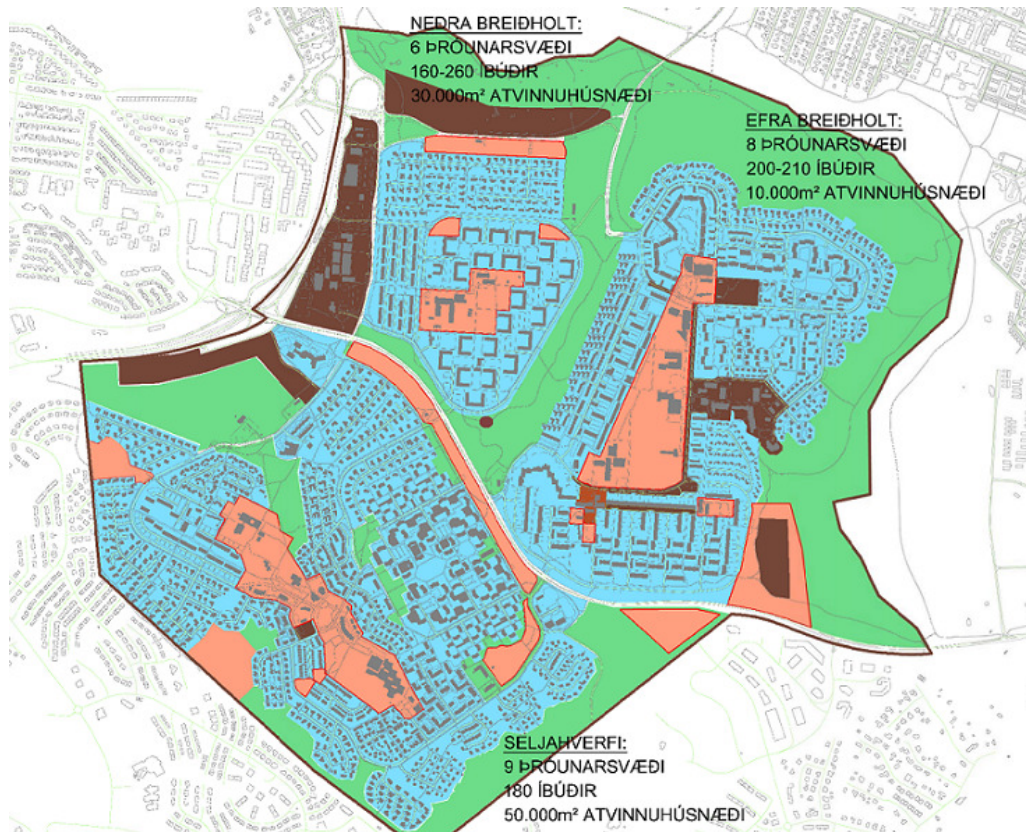 NEÐRA BREIÐHOLT:
6 ÞRÓUNARSVÆÐI
160-260 ÍBÚÐIR
30.000m² ATVINNUHÚSNÆÐI
EFRA BREIÐHOLT:
8 ÞRÓUNARSVÆÐI
200-210 ÍBÚÐIR
10.000m² ATVINNUHÚSNÆÐI
SELJAHVERFI:
9 ÞRÓUNARSVÆÐI
180 ÍBÚÐIR
50.000m² ATVINNUHÚSNÆÐI